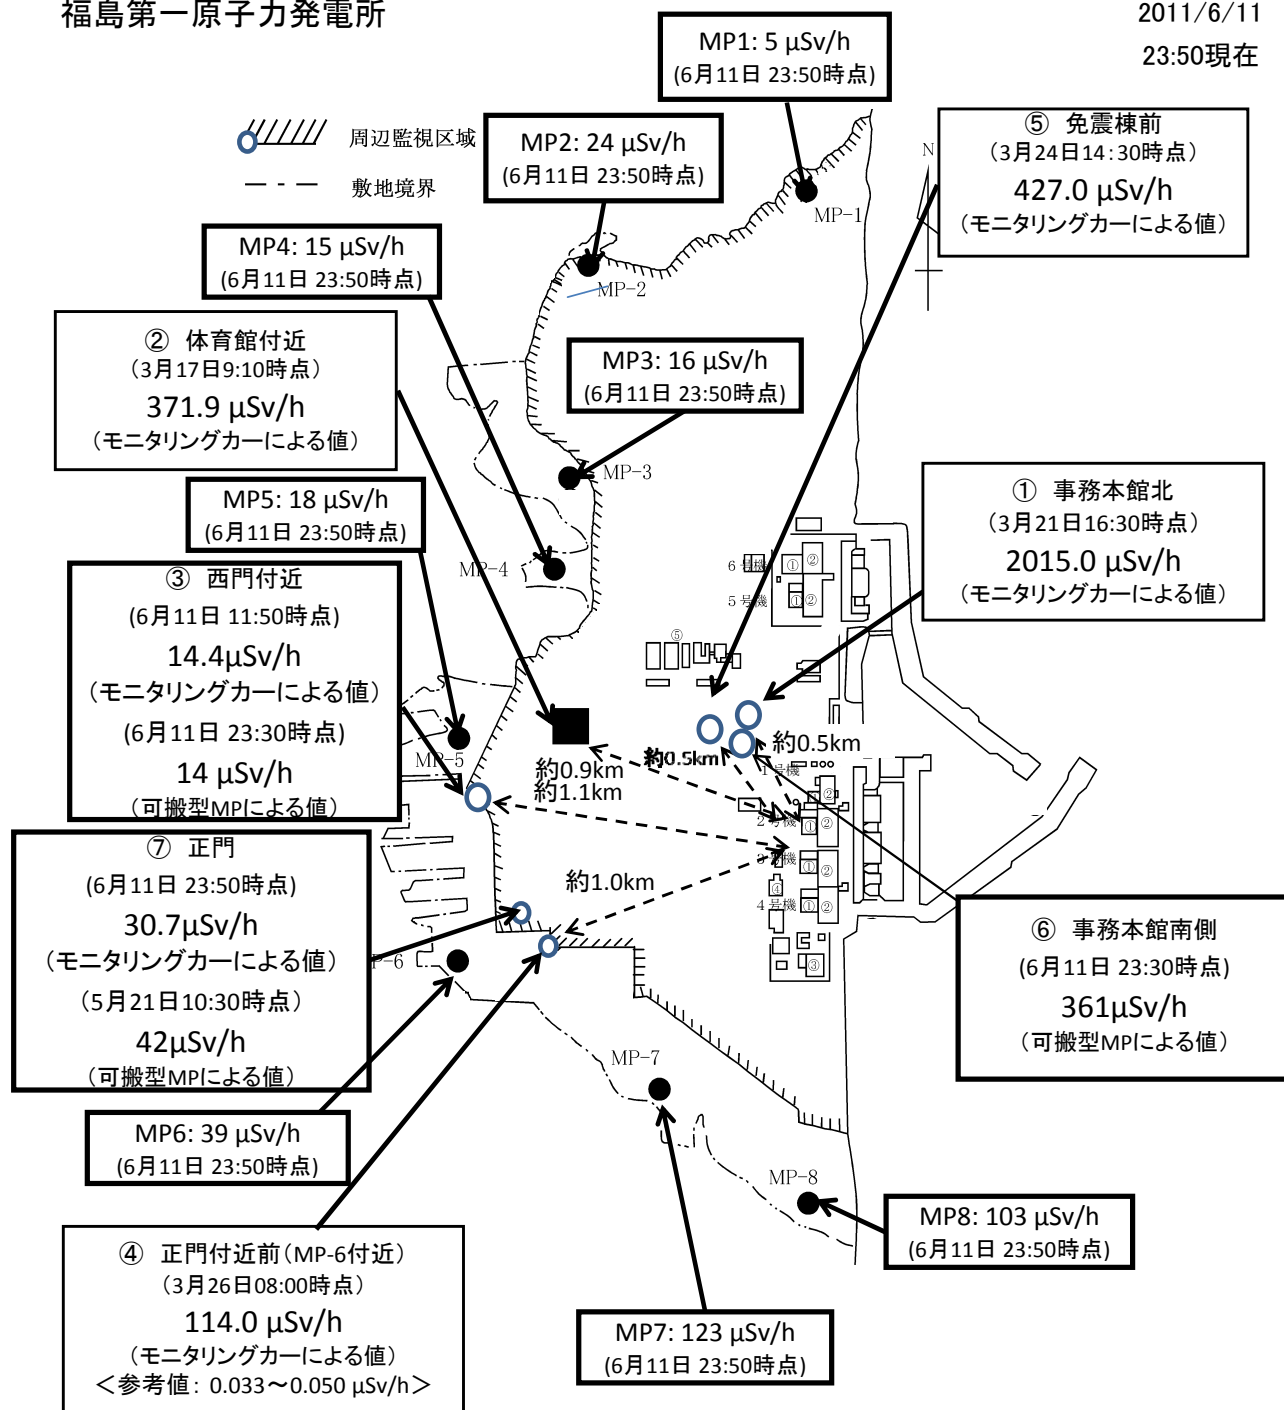 福島第一原子力発電所
2011/6/11
23:50現在
MP1: 5 μSv/h
(6月11日 23:50時点)
周辺監視区域
敷地境界
MP2: 24 μSv/h
(6月11日 23:50時点)
⑤ 免震棟前
(3月24日14:30時点)
427.0 μSv/h
(モニタリングカーによる値)
N
MP-1
MP4: 15 μSv/h
(6月11日 23:50時点)
MP-2
② 体育館付近
(3月17日9:10時点)
371.9 μSv/h
(モニタリングカーによる値)
MP3: 16 μSv/h
(6月11日 23:50時点)
MP-3
MP5: 18 μSv/h
(6月11日 23:50時点)
① 事務本館北
(3月21日16:30時点)
2015.0 μSv/h
(モニタリングカーによる値)
MP-4
6号機
① ②
5号機
① ②
③ 西門付近
(6月11日 11:50時点)
14.4μSv/h
(モニタリングカーによる値)
(6月11日 23:30時点)
14 μSv/h
(可搬型MPによる値)
⑤
MP-5
約0.9km
約1.1km
約0.5km
約0.5km
1号機
① ②
2号機
① ②
3号機
① ②
④
4号機
① ②
③
約1.0km
⑦ 正門
(6月11日 23:50時点)
30.7μSv/h
(モニタリングカーによる値)
(5月21日10:30時点)
42μSv/h
(可搬型MPによる値)
P-6
⑥ 事務本館南側
(6月11日 23:30時点)
361μSv/h
(可搬型MPによる値)
MP-7
MP6: 39 μSv/h
(6月11日 23:50時点)
MP-8
MP8: 103 μSv/h
(6月11日 23:50時点)
④ 正門付近前(MP-6付近)
(3月26日08:00時点)
114.0 μSv/h
(モニタリングカーによる値)
＜参考値: 0.033～0.050 μSv/h＞
MP7: 123 μSv/h
(6月11日 23:50時点)